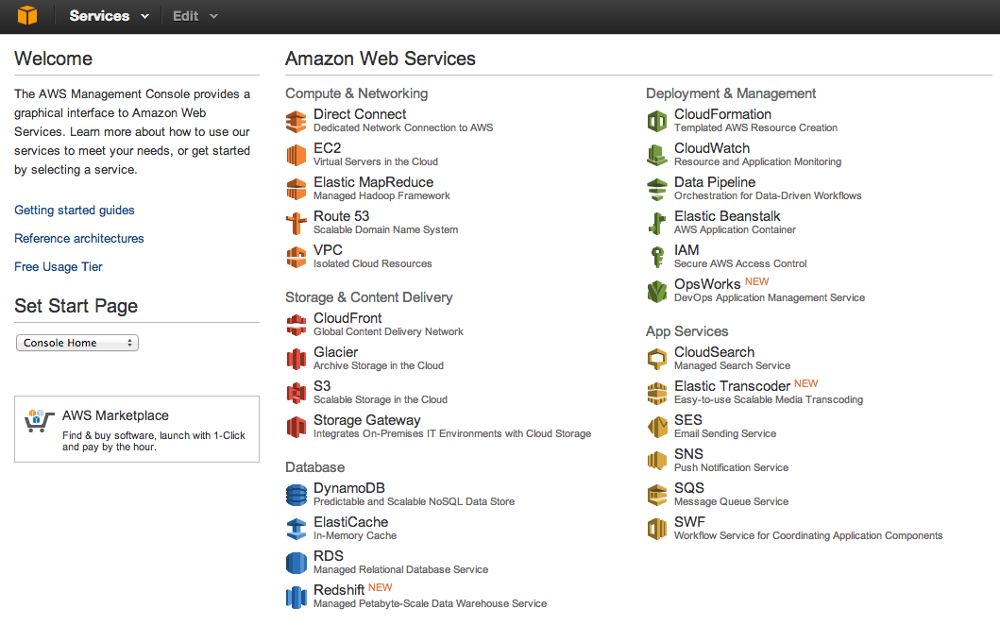 Services Edit
Welcome
The AWS Management Console provides a
graphical interface to Amazon Web
Services. Learn more about how to use our
services to meet your needs, or get started
by selecting a service.
Getting started guides
Reference architectures
Free Usage Tier
Set Start Page
Console Home
AWS Marketplace
Find & buy software, launch with 1-Click
and pay by the hour.
Amazon Web Services
Compute & Networking
Direct Connect
Dedicated Network Connection to AWS
EC2
Virtual Servers in the Cloud
Elastic MapReduce
Managed Hadoop Framework
Route 53
Scalable Domain Name System
VPC
Isolated Cloud Resources
Storage & Content Delivery
CloudFront
Global Content Delivery Network
Glacier
Archive Storage in the Cloud
S3
Scalable Storage in the Cloud
Storage Gateway
Integrates On-Premises IT Environments with Cloud Storage
Database
DynamoDB
Predictable and Scalable NoSQL Data Store
ElastiCache
In-Memory Cache
RDS
Managed Relational Database Service
Redshift NEW
Managed Petabyte-Scale Data Warehouse Service
Deployment & Management
CloudFormation
Templated AWS Resource Creation
CloudWatch
Resource and Application Monitoring
Data Pipeline
Orchestration for Data-Driven Workflows
Elastic Beanstalk
AWS Application Container
IAM
Secure AWS Access Control
OpsWorks NEW
DevOps Application Management Service
App Services
CloudSearch
Managed Search Service
Elastic Transcoder NEW
Easy-to-use Scalable Media Transcoding
SES
Email Sending Service
SNS
Push Notification Service
SQS
Message Queue Service
SWF
Workflow Service for Coordinating Application Components